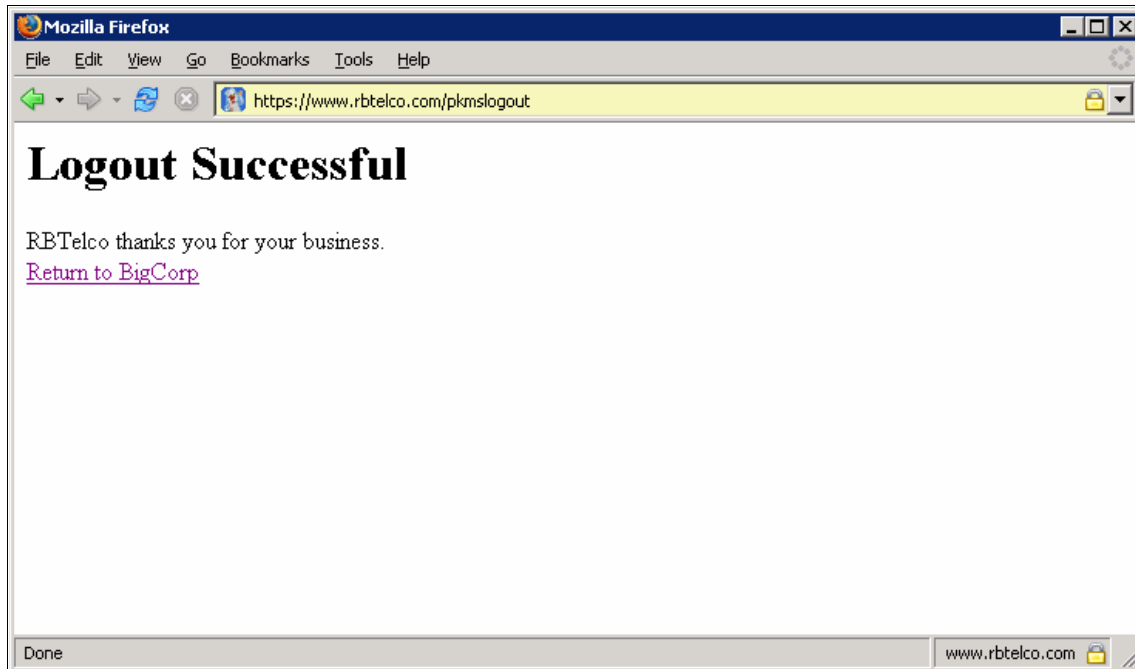 Mozilla Firefox
File Edit View Go Bookmarks Tools Help
https://www.rbtelco.com/pkmslogout
Logout Successful
RBTelco thanks you for your business.
Return to BigCorp
Done www.rbtelco.com